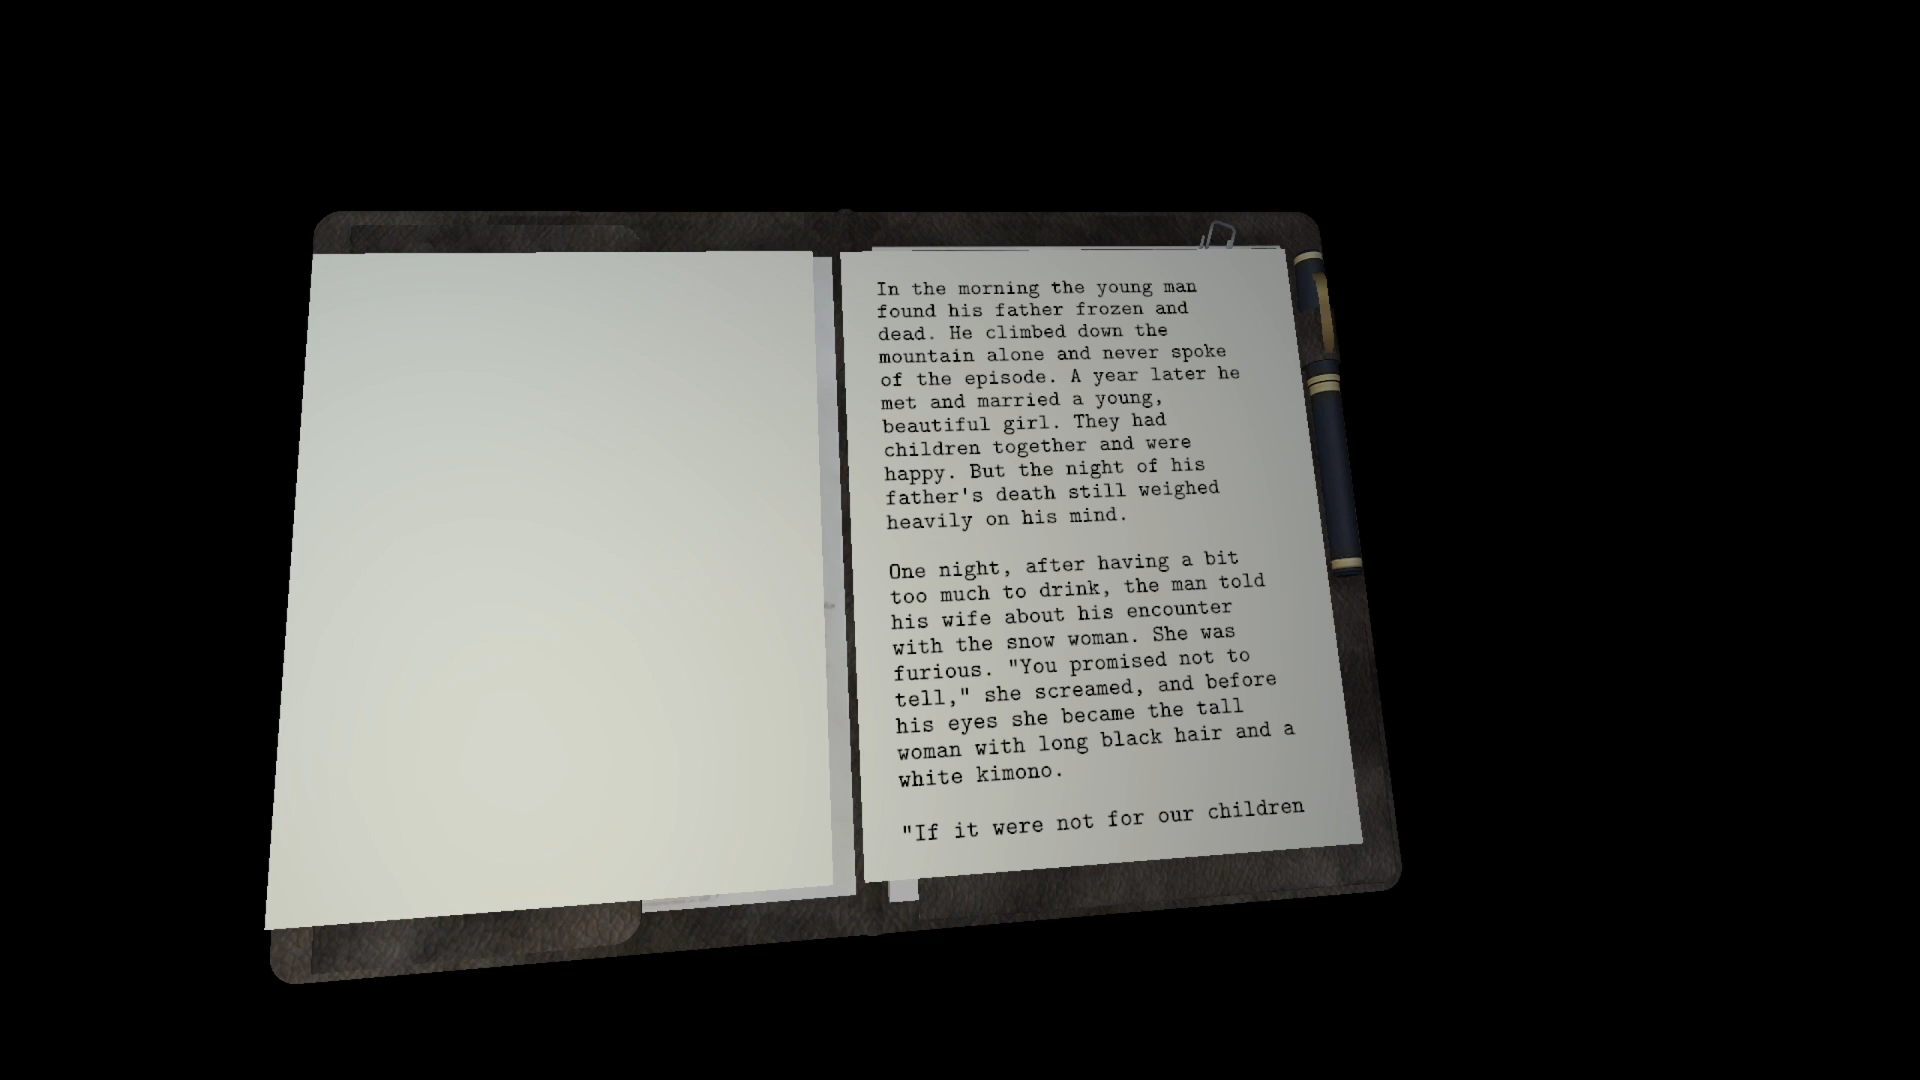 In the morning the young man
found his father frozen and
dead. He climbed down the
mountain alone and never spoke
of the episode. A year later he
met and married a young,
beautiful girl. They had
children together and were
happy. But the night of his
father's death still weighed
heavily on his mind.
One night, after having a bit
too much to drink, the man told
his wife about his encounter
with the snow woman. She was
furious. "You promised not to
tell," she screamed, and before
his eyes she became the tall
woman with long black hair and a
white kimono.
"If it were not for our children